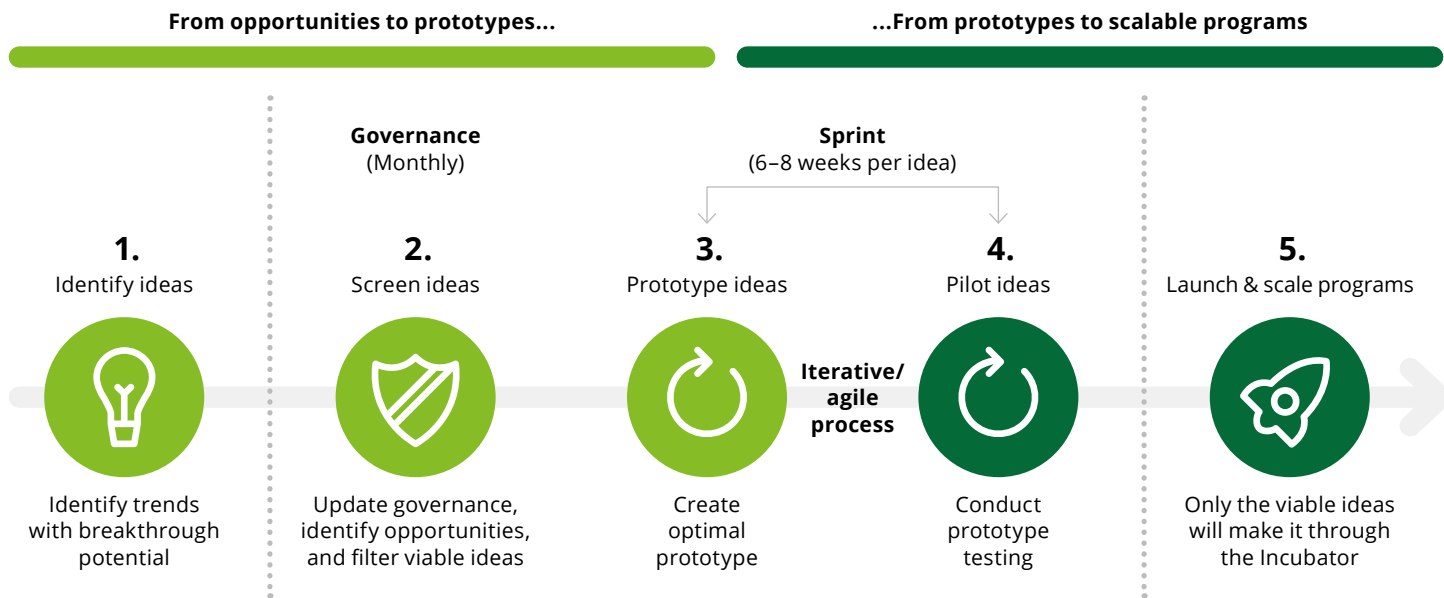 From opportunities to prototypes...
...From prototypes to scalable programs
Governance
(Monthly)
Sprint
(6–8 weeks per idea)
1.
Identify ideas
2.
Screen ideas
3.
Prototype ideas
4.
Pilot ideas
5.
Launch & scale programs
Iterative/
agile
process
Identify trends
with breakthrough
potential
Update governance,
identify opportunities,
and filter viable ideas
Create
optimal
prototype
Conduct
prototype
testing
Only the viable ideas
will make it through
the Incubator